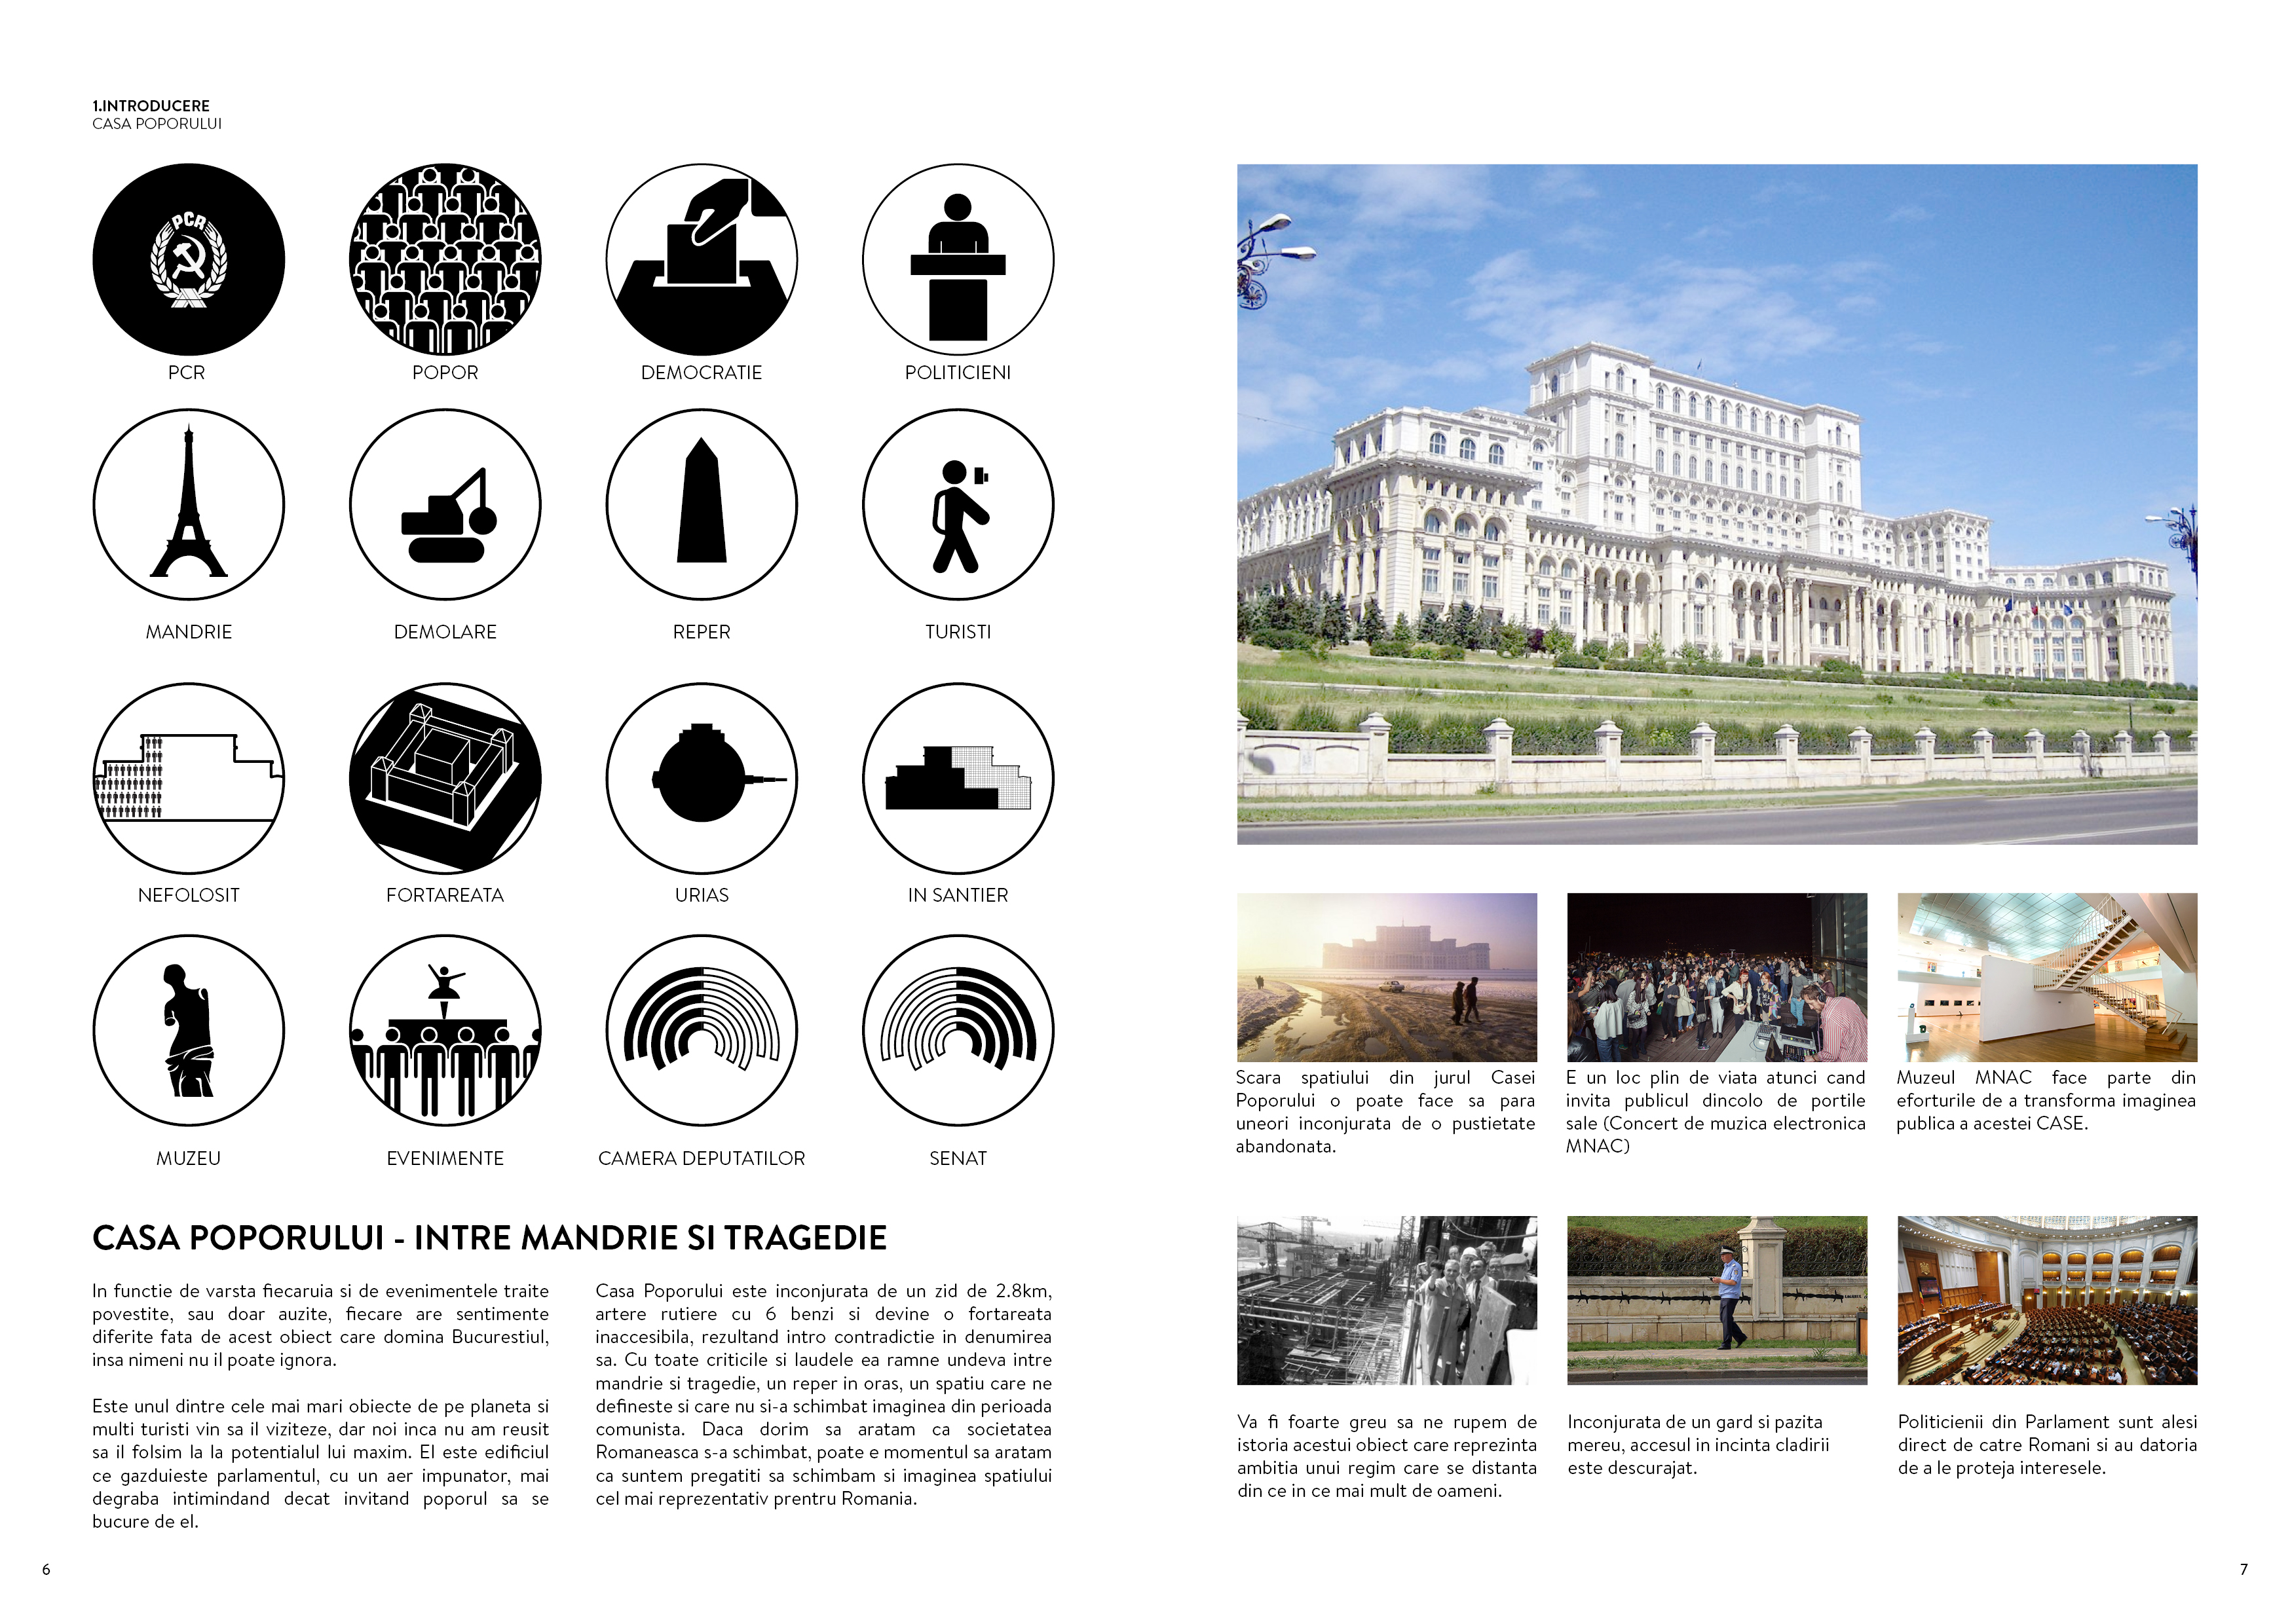 1.INTRODUCERE
CASA POPORULUI
PCR
PCR
POPOR
DEMOCRATIE
POLITICIENI
MANDRIE
DEMOLARE
REPER
TURISTI
NEFOLOSIT
FORTAREATA
URIAS
IN SANTIER
MUZEU
EVENIMENTE
CAMERA DEPUTATILOR
SENAT
CASA POPORULUI - INTRE MANDRIE SI TRAGEDIE
In functie de varsta fiecaruia si de evenimentele traite
povestite, sau doar auzite, fiecare are sentimente
diferite fata de acest obiect care domina Bucurestiul,
insa nimeni nu il poate ignora.
Este unul dintre cele mai mari obiecte de pe planeta si
multi turisti vin sa il viziteze, dar noi inca nu am reusit
sa il folsim la la potentialul lui maxim. El este edificiul
ce gazduieste parlamentul, cu un aer impunator, mai
degraba intimindand decat invitand poporul sa se
bucure de el.
Casa Poporului este inconjurata de un zid de 2.8km,
artere rutiere cu 6 benzi si devine o fortareata
inaccesibila, rezultand intro contradictie in denumirea
sa. Cu toate criticile si laudele ea ramne undeva intre
mandrie si tragedie, un reper in oras, un spatiu care ne
defineste si care nu si-a schimbat imaginea din perioada
comunista. Daca dorim sa aratam ca societatea
Romaneasca s-a schimbat, poate e momentul sa aratam
ca suntem pregatiti sa schimbam si imaginea spatiului
cel mai reprezentativ prentru Romania.
6
Scara spatiului din jurul Casei
Poporului o poate face sa para
uneori inconjurata de o pustietate
abandonata.
E un loc plin de viata atunci cand
invita publicul dincolo de portile
sale (Concert de muzica electronica
MNAC)
Muzeul MNAC face parte din
eforturile de a transforma imaginea
publica a acestei CASE.
Va fi foarte greu sa ne rupem de
istoria acestui obiect care reprezinta
ambitia unui regim care se distanta
din ce in ce mai mult de oameni.
Inconjurata de un gard si pazita
mereu, accesul in incinta cladirii
este descurajat.
Politicienii din Parlament sunt alesi
direct de catre Romani si au datoria
de a le proteja interesele.
7